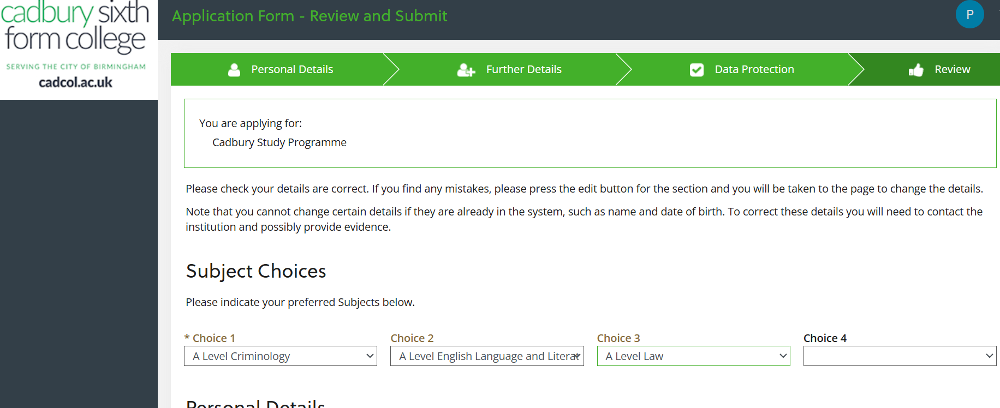 cadbury sixth
form college
SERVING THE CITY OF BIRMINGHAM
cadcol.ac.uk
Application Form - Review and Submit
P
Personal Details
Further Details
Data Protection
Review
You are applying for:
Cadbury Study Programme
Please check your details are correct. If you find any mistakes, please press the edit button for the section and you will be taken to the page to change the details.
Note that you cannot change certain details if they are already in the system, such as name and date of birth. To correct these details you will need to contact the
institution and possibly provide evidence.
Subject Choices
Please indicate your preferred Subjects below.
* Choice 1
Choice 2
Choice 3
Choice 4
A Level Criminology
A Level English Language and Literat
A Level Law
Personal Details